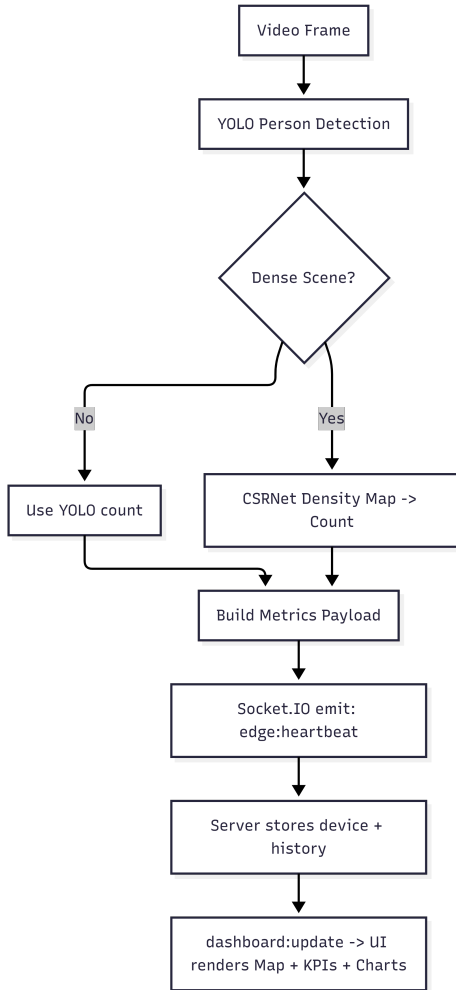 Video Frame
YOLO Person Detection
Dense Scene?
No
Yes
Use YOLO count
CSRNet Density Map ->
Count
Build Metrics Payload
Socket.IO emit:
edge:heartbeat
Server stores device +
history
dashboard:update -> UI
renders Map + KPIs + Charts